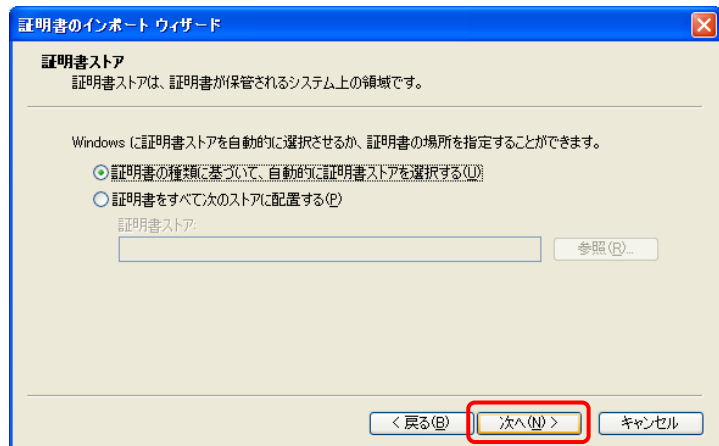 証明書のインポート ウィザード
証明書ストア
証明書ストアは、証明書が保管されるシステム上の領域です。
Windows に証明書ストアを自動的に選択させるか、証明書の場所を指定することができます。
証明書の種類に基づいて、自動的に証明書ストアを選択する(U)
証明書をすべて次のストアに配置する(P)
証明書ストア:
参照(R)...
< 戻る(B)
次へ(N) >
キャンセル